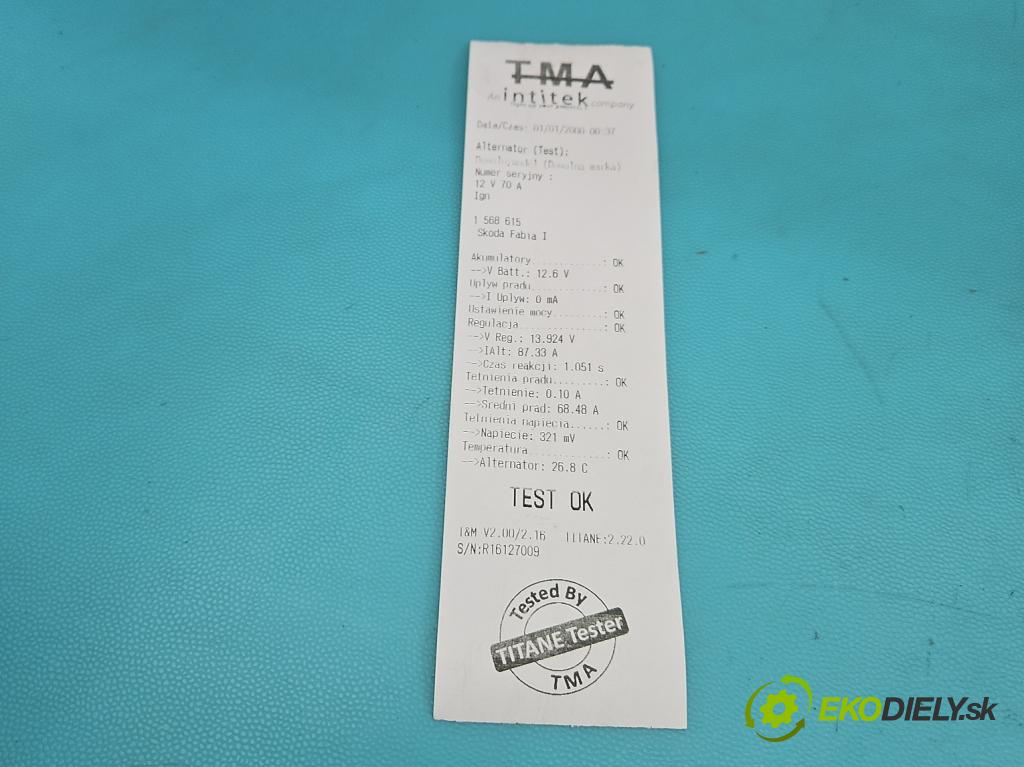 TMA
An intitek company
Data/Czas: 01/01/2000 00:37
Alternator (Test):
(Dowolna marka)
Numer seryjny :
12 V 70 A
Ign
1 568 615
Skoda Fabia I
Akumulatory............: OK
-->V Batt.: 12.6 V
Uplyw pradu............: OK
-->I Uplyw: 0 mA
Ustawienie mocy.........: OK
Regulacja..............: OK
-->V Reg.: 13.924 V
-->IAlt: 87.33 A
-->Czas reakcji: 1.051 s
Tetnienia pradu.........: OK
-->Tetnienie: 0.10 A
-->Sredni prad: 68.48 A
Tetnienia napiecia......: OK
-->Napiecie: 321 mV
Temperatura.............: OK
-->Alternator: 26.8 C
TEST OK
T&M V2.00/2.16 TITANE:2.22.0
S/N:R16127009
Tested By
TITANE Tester
TMA
EKODIELY.sk